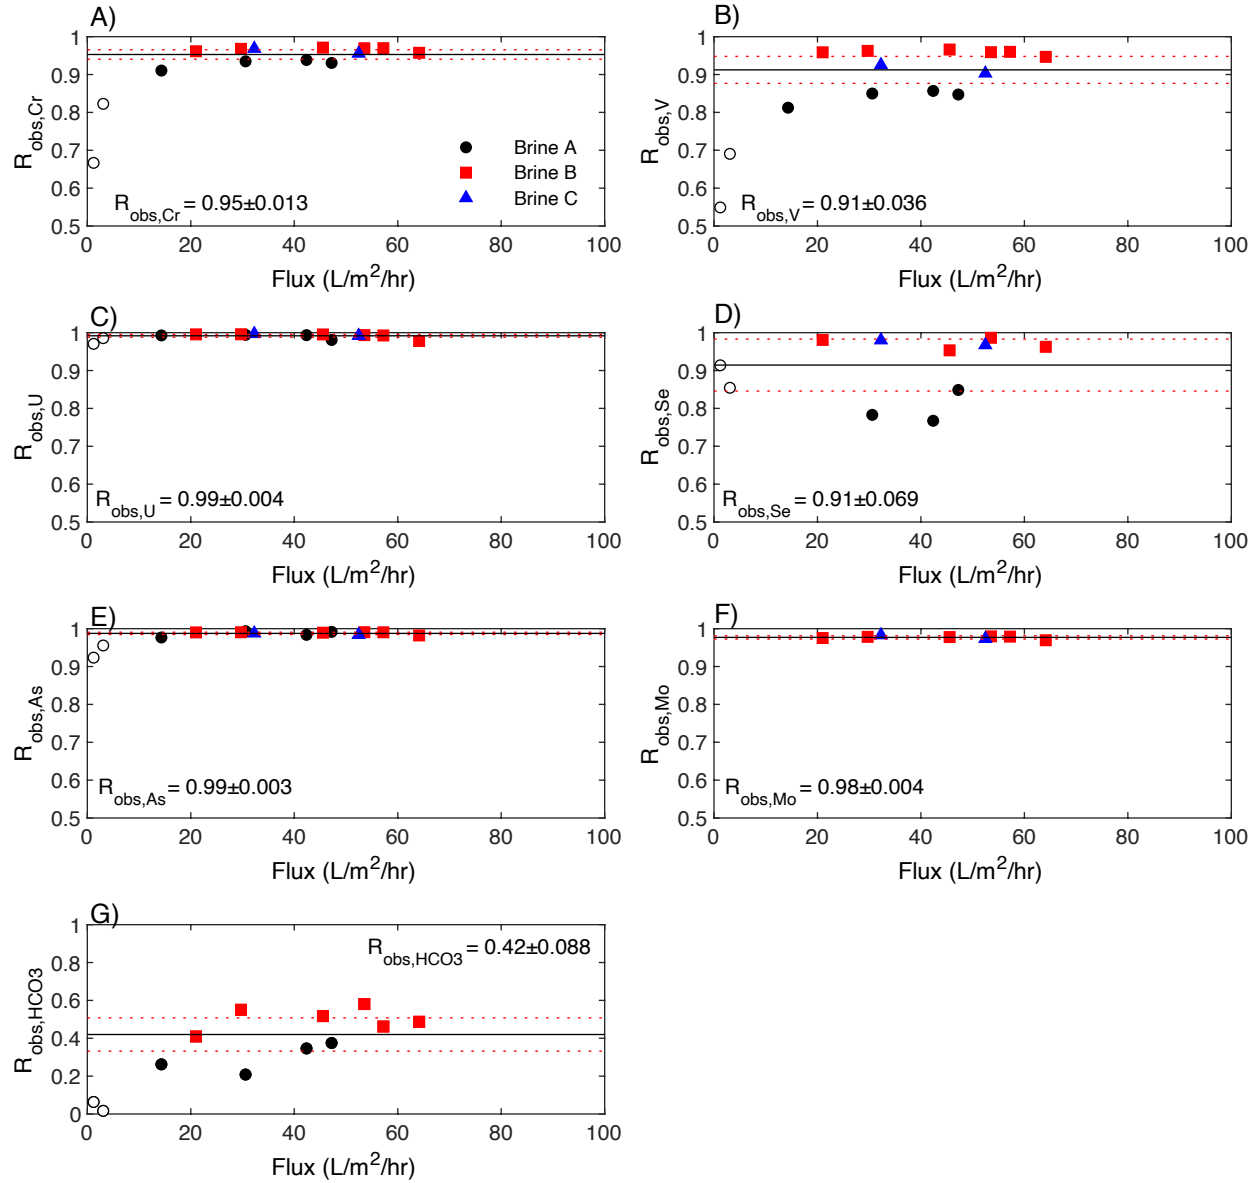 A)
1
0.9
0.8
0.7
0.6
0.5
R_obs,Cr
Brine A
Brine B
Brine C
R_obs,Cr = 0.95±0.013
0 20 40 60 80 100
Flux (L/m²/hr)
B)
1
0.9
0.8
0.7
0.6
0.5
R_obs,V
R_obs,V = 0.91±0.036
0 20 40 60 80 100
Flux (L/m²/hr)
C)
1
0.9
0.8
0.7
0.6
0.5
R_obs,U
R_obs,U = 0.99±0.004
0 20 40 60 80 100
Flux (L/m²/hr)
D)
1
0.9
0.8
0.7
0.6
0.5
R_obs,Se
R_obs,Se = 0.91±0.069
0 20 40 60 80 100
Flux (L/m²/hr)
E)
1
0.9
0.8
0.7
0.6
0.5
R_obs,As
R_obs,As = 0.99±0.003
0 20 40 60 80 100
Flux (L/m²/hr)
F)
1
0.9
0.8
0.7
0.6
0.5
R_obs,Mo
R_obs,Mo = 0.98±0.004
0 20 40 60 80 100
Flux (L/m²/hr)
G)
1
0.8
0.6
0.4
0.2
0
R_obs,HCO3
R_obs,HCO3 = 0.42±0.088
0 20 40 60 80 100
Flux (L/m²/hr)